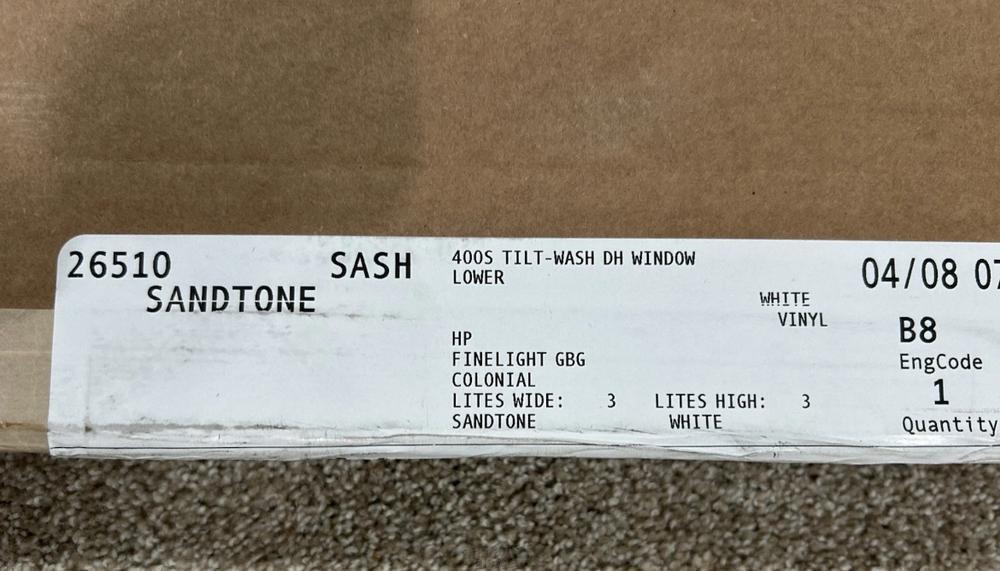 26510 SASH
SANDTONE
400S TILT-WASH DH WINDOW
LOWER
WHITE
VINYL
HP
FINELIGHT GBG
COLONIAL
LITES WIDE: 3 LITES HIGH: 3
SANDTONE WHITE
04/08 07
B8
EngCode
1
Quantity